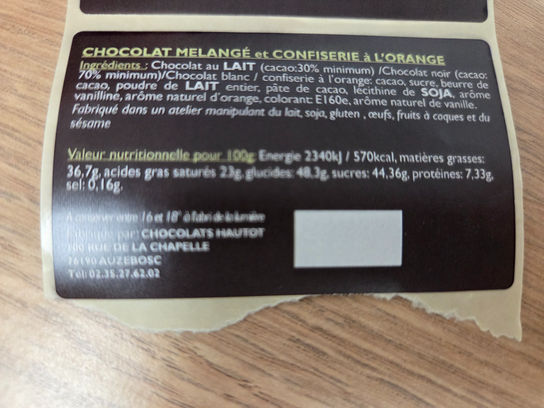 CHOCOLAT MELANGÉ et CONFISERIE à L'ORANGE
Ingrédients : Chocolat au LAIT (cacao:30% minimum) /Chocolat noir (cacao:
70% minimum)/Chocolat blanc / confiserie à l'orange: cacao, sucre, beurre de
cacao, poudre de LAIT entier, pâte de cacao, lécithine de SOJA, arôme
vanilline, arôme naturel d'orange, colorant: E160e, arôme naturel de vanille.
Fabriqué dans un atelier manipulant du lait, soja, gluten , œufs, fruits à coques et du
sésame
Valeur nutritionnelle pour 100g Energie 2340kJ / 570kcal, matières grasses:
36,7g, acides gras saturés 23g, glucides: 48,3g, sucres: 44,36g, protéines: 7,33g,
sel: 0,16g.
A conserver entre 16 et 18° à l'abri de la lumière
Fabriqué par: CHOCOLATS HAUTOT
100 RUE DE LA CHAPELLE
76190 AUZEBOSC
Tél: 02.35.27.62.02